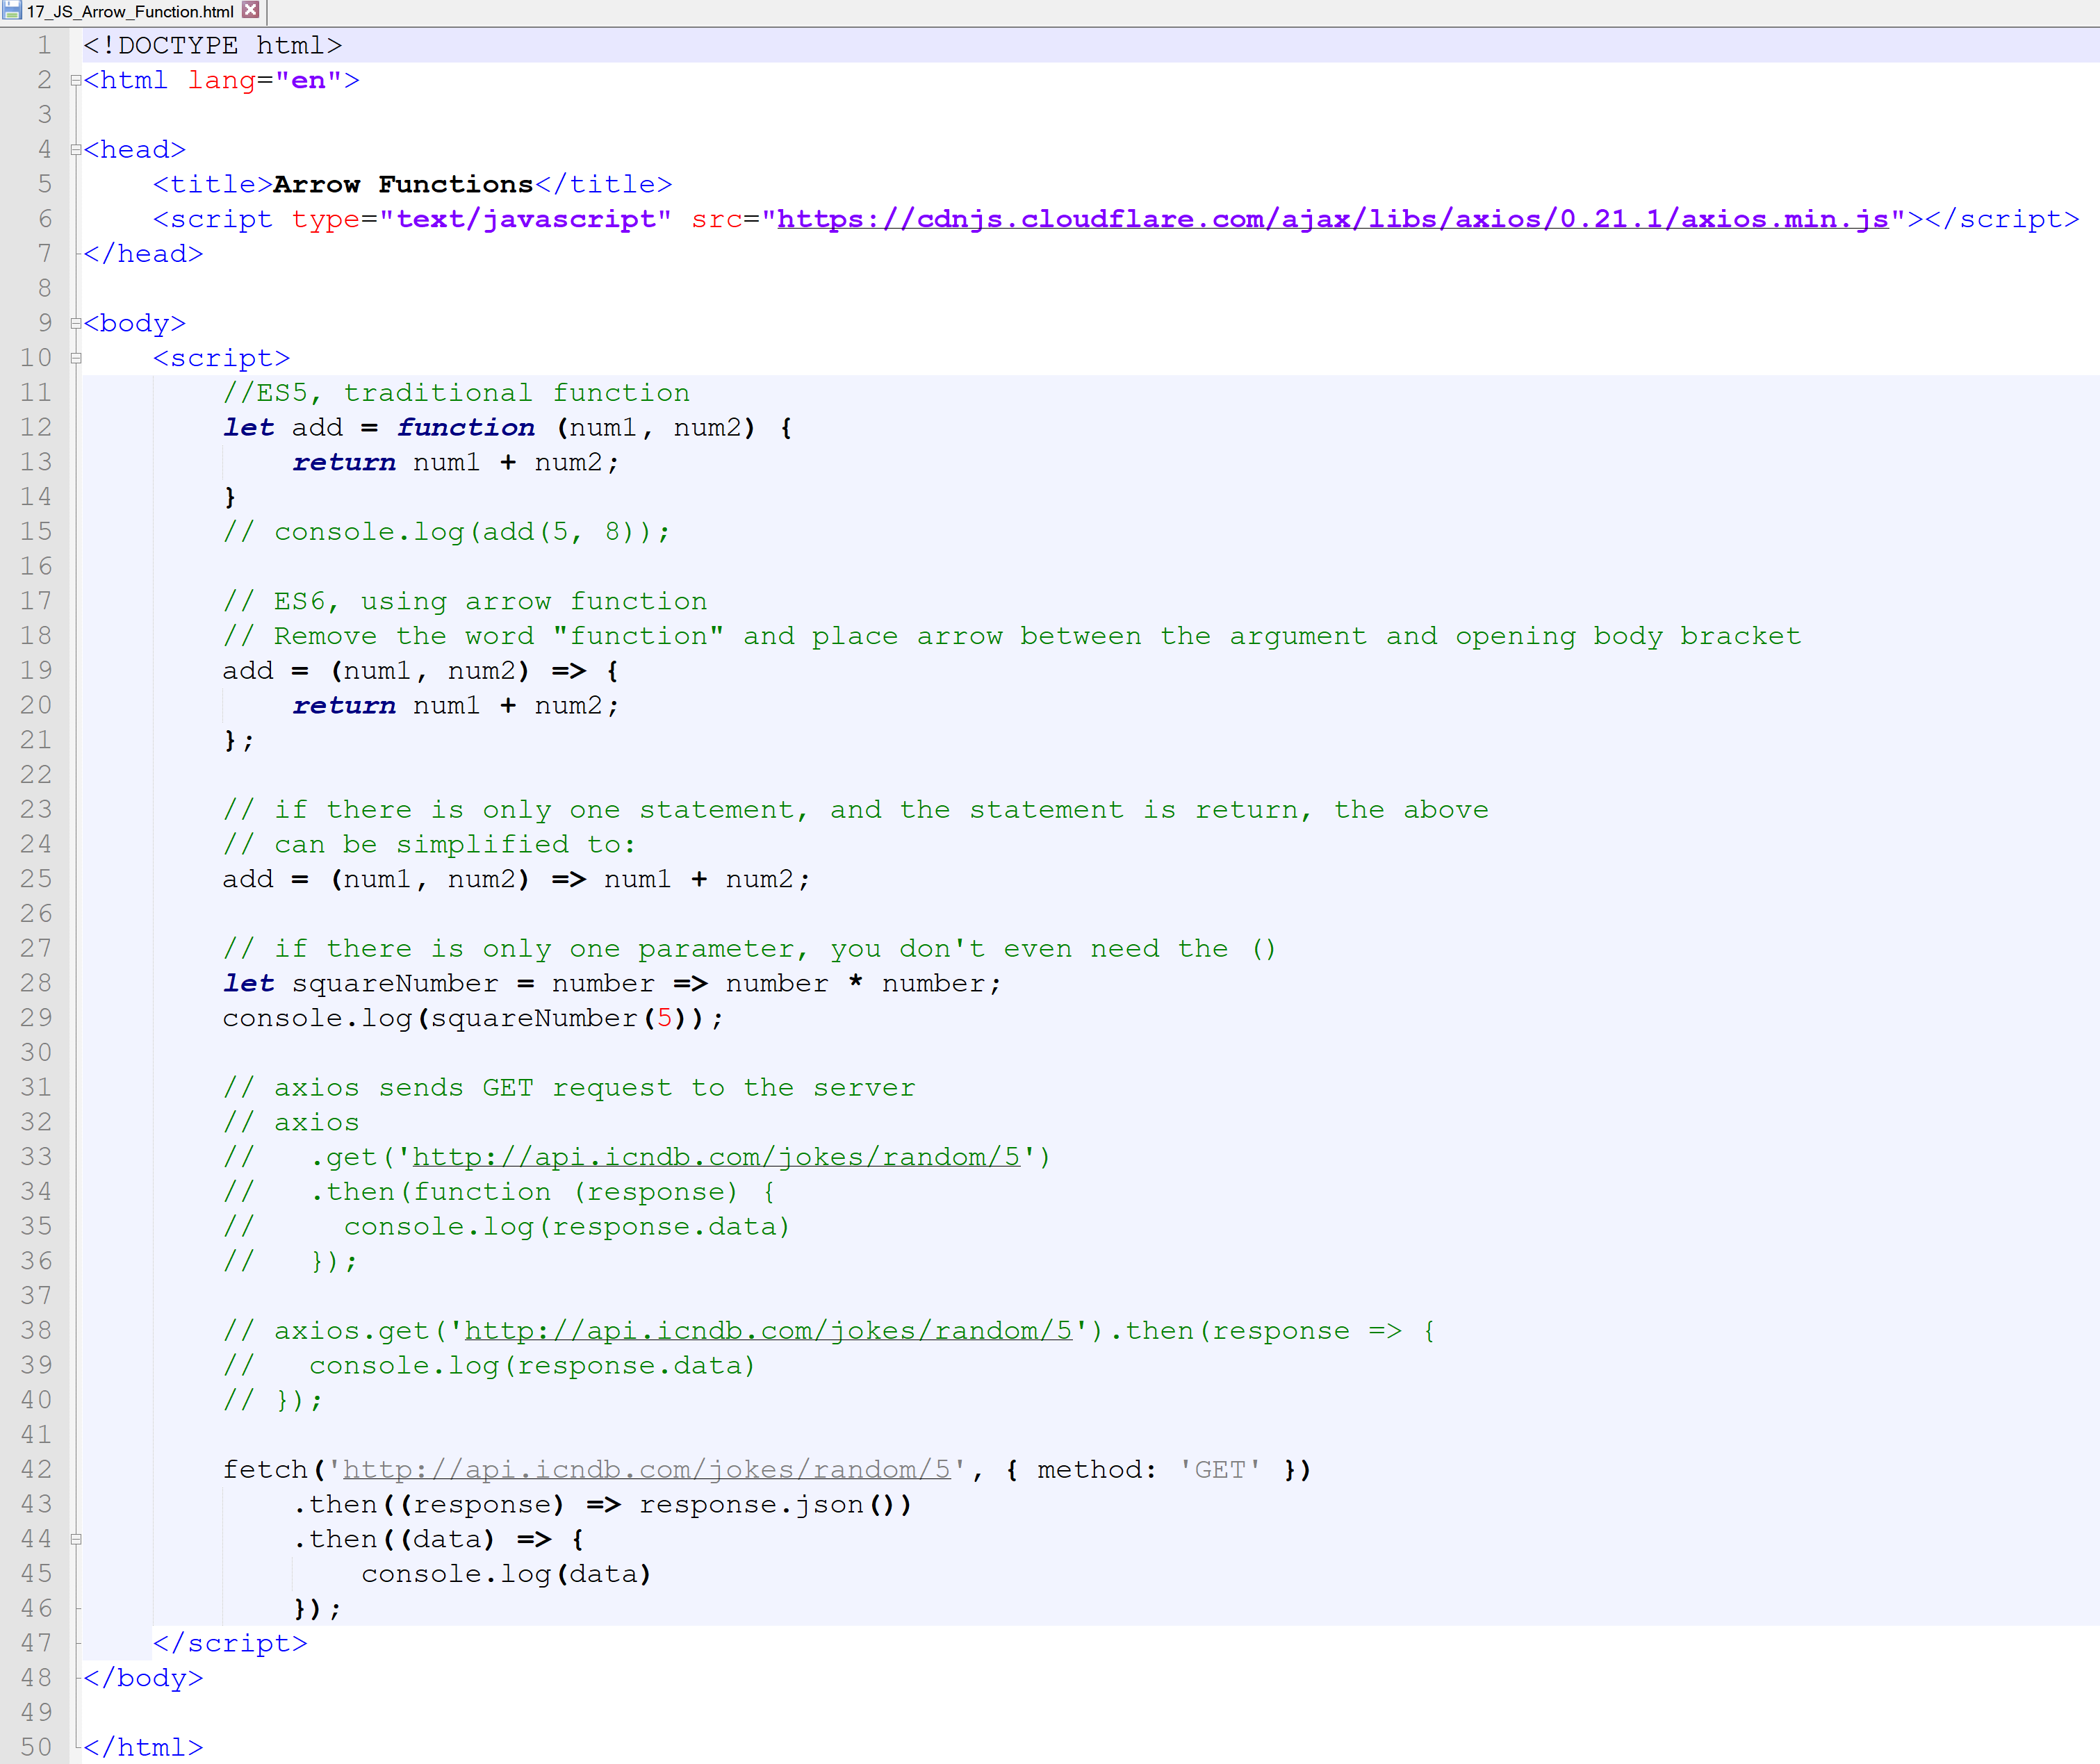 17_JS_Arrow_Function.html
1 <!DOCTYPE html>
2 <html lang="en">
3
4 <head>
5     <title>Arrow Functions</title>
6     <script type="text/javascript" src="https://cdnjs.cloudflare.com/ajax/libs/axios/0.21.1/axios.min.js"></script>
7 </head>
8
9 <body>
10     <script>
11         //ES5, traditional function
12         let add = function (num1, num2) {
13             return num1 + num2;
14         }
15         // console.log(add(5, 8));
16
17         // ES6, using arrow function
18         // Remove the word "function" and place arrow between the argument and opening body bracket
19         add = (num1, num2) => {
20             return num1 + num2;
21         };
22
23         // if there is only one statement, and the statement is return, the above
24         // can be simplified to:
25         add = (num1, num2) => num1 + num2;
26
27         // if there is only one parameter, you don't even need the ()
28         let squareNumber = number => number * number;
29         console.log(squareNumber(5));
30
31         // axios sends GET request to the server
32         // axios
33         //   .get('http://api.icndb.com/jokes/random/5')
34         //   .then(function (response) {
35         //     console.log(response.data)
36         //   });
37
38         // axios.get('http://api.icndb.com/jokes/random/5').then(response => {
39         //   console.log(response.data)
40         // });
41
42         fetch('http://api.icndb.com/jokes/random/5', { method: 'GET' })
43             .then((response) => response.json())
44             .then((data) => {
45                 console.log(data)
46             });
47     </script>
48 </body>
49
50 </html>